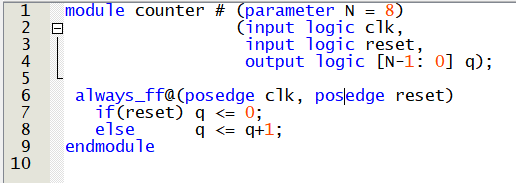 1 module counter # (parameter N = 8)
2 (input logic clk,
3 input logic reset,
4 output logic [N-1: 0] q);
5
6 always_ff@(posedge clk, posedge reset)
7 if(reset) q <= 0;
8 else q <= q+1;
9 endmodule
10